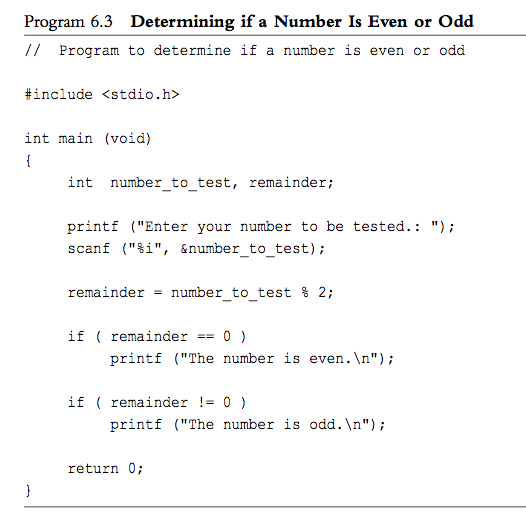 Program 6.3 Determining if a Number Is Even or Odd
// Program to determine if a number is even or odd
#include <stdio.h>
int main (void)
{
int number_to_test, remainder;
printf ("Enter your number to be tested.: ");
scanf ("%i", &number_to_test);
remainder = number_to_test % 2;
if ( remainder == 0 )
printf ("The number is even.\n");
if ( remainder != 0 )
printf ("The number is odd.\n");
return 0;
}